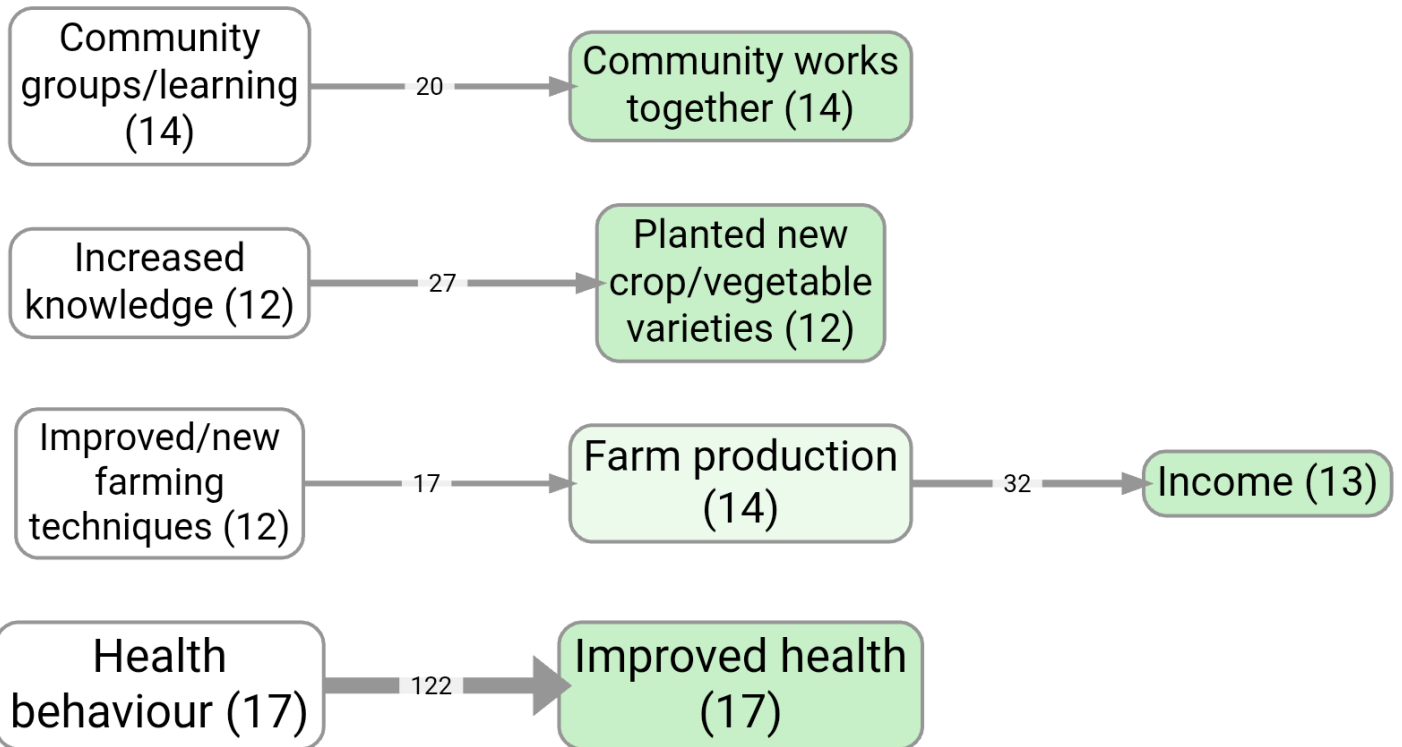 Community
groups/learning
(14)
20
Community works
together (14)
Increased
knowledge (12)
27
Planted new
crop/vegetable
varieties (12)
Improved/new
farming
techniques (12)
17
Farm production
(14)
32
Income (13)
Health
behaviour (17)
122
Improved health
(17)